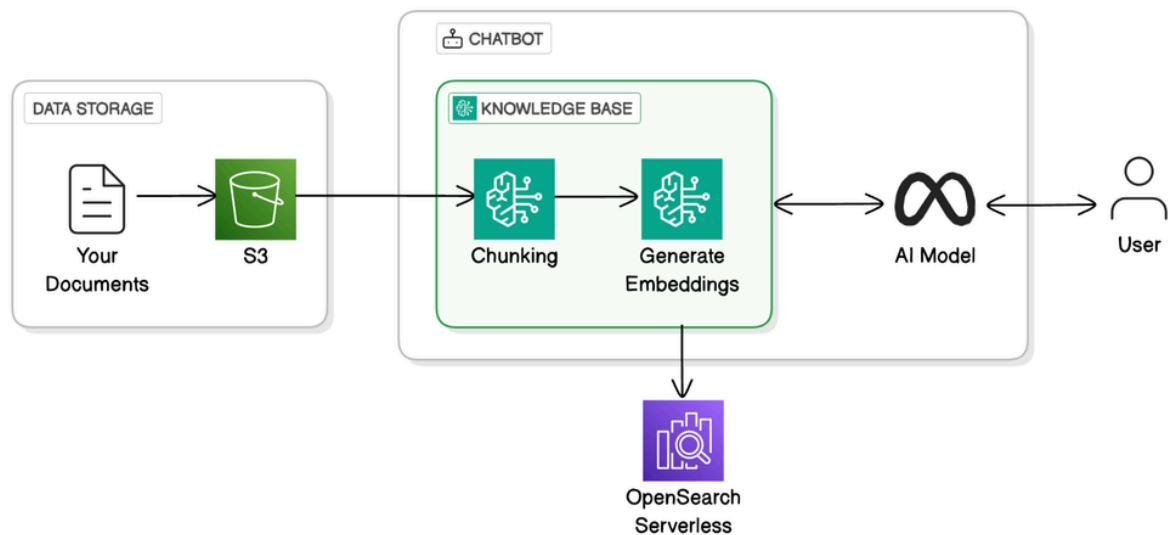 CHATBOT
DATA STORAGE
KNOWLEDGE BASE
Your
Documents
S3
Chunking
Generate
Embeddings
AI Model
User
OpenSearch
Serverless